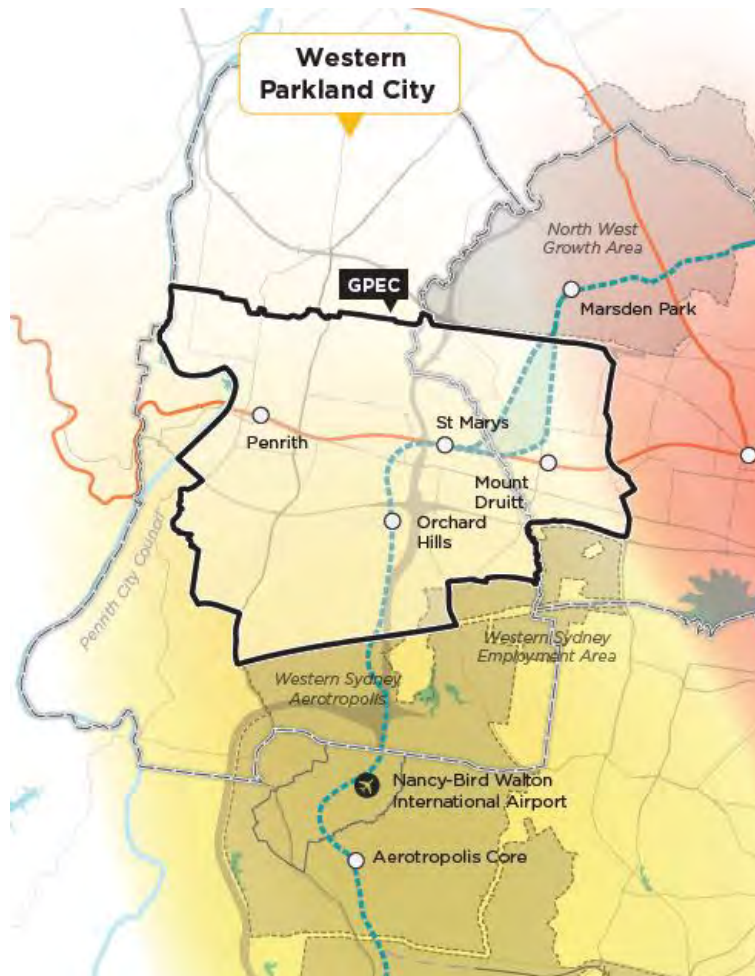 Western
Parkland City
North West
Growth Area
GPEC
Marsden Park
St Marys
Penrith
Mount
Druitt
Orchard
Hills
Penrith City Council
Western Sydney
Employment Area
Western Sydney
Aerotropolis
Nancy-Bird Walton
International Airport
Aerotropolis Core